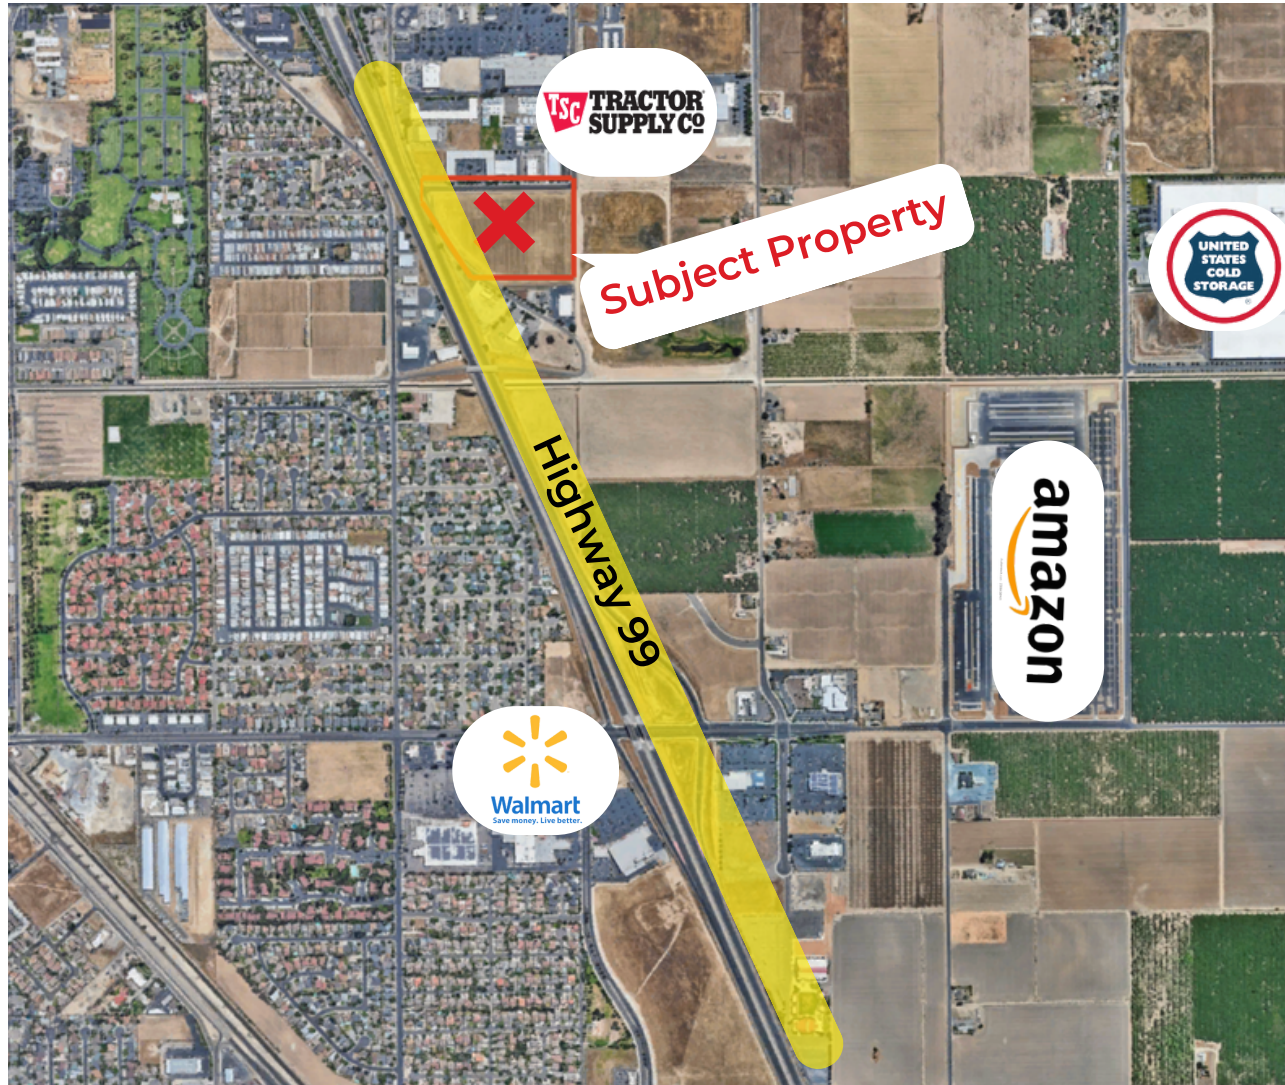 TSC TRACTOR
SUPPLY CO
Subject Property
UNITED
STATES
COLD
STORAGE
Highway 99
amazon
Walmart
Save money. Live better.